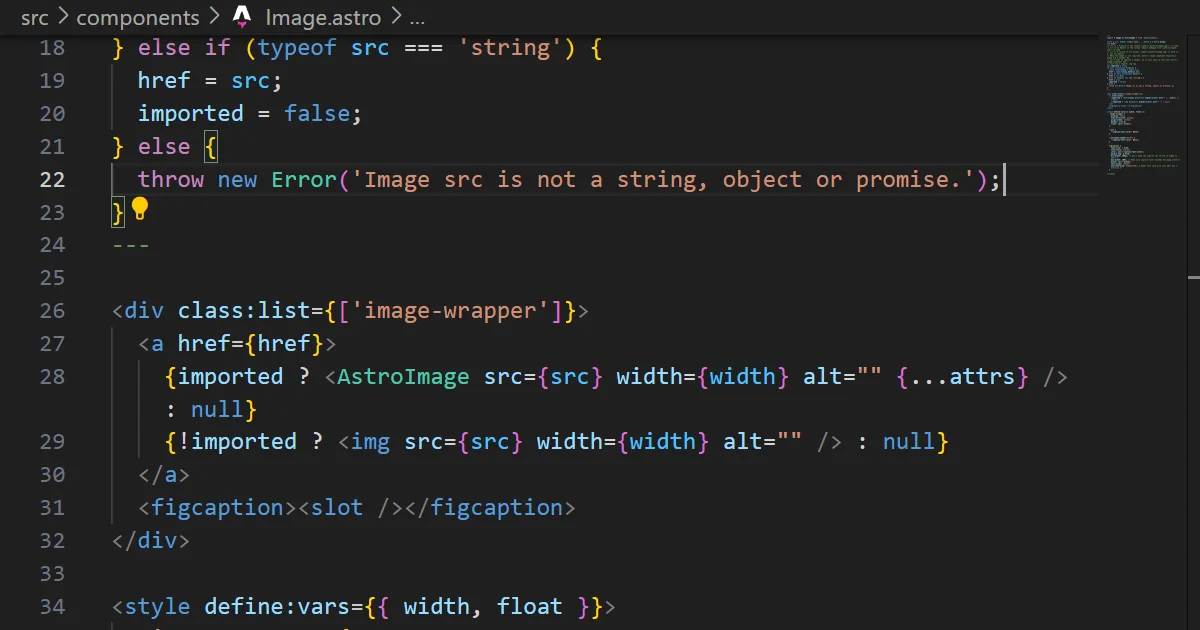 src > components > Image.astro > ...
18 } else if (typeof src === 'string') {
19 href = src;
20 imported = false;
21 } else {
22 throw new Error('Image src is not a string, object or promise.');
23 }
24 ---
25
26 <div class:list={['image-wrapper']}>
27 <a href={href}>
28 {imported ? <AstroImage src={src} width={width} alt="" {...attrs} />
: null}
29 {!imported ? <img src={src} width={width} alt="" /> : null}
30 </a>
31 <figcaption><slot /></figcaption>
32 </div>
33
34 <style define:vars={{ width, float }}>